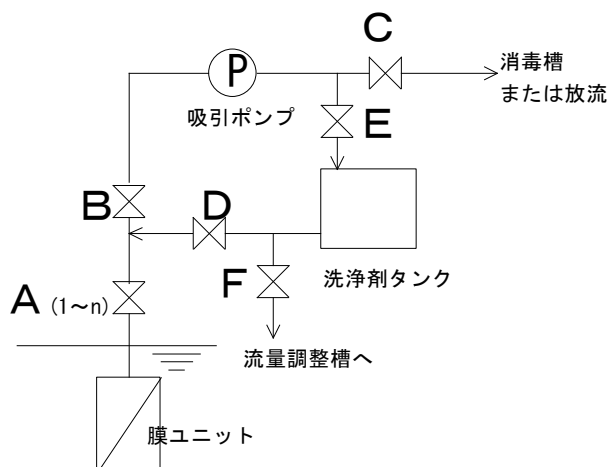 C
P
消毒槽
または放流
吸引ポンプ
E
B
D
F
洗浄剤タンク
A (1~n)
流量調整槽へ
膜ユニット